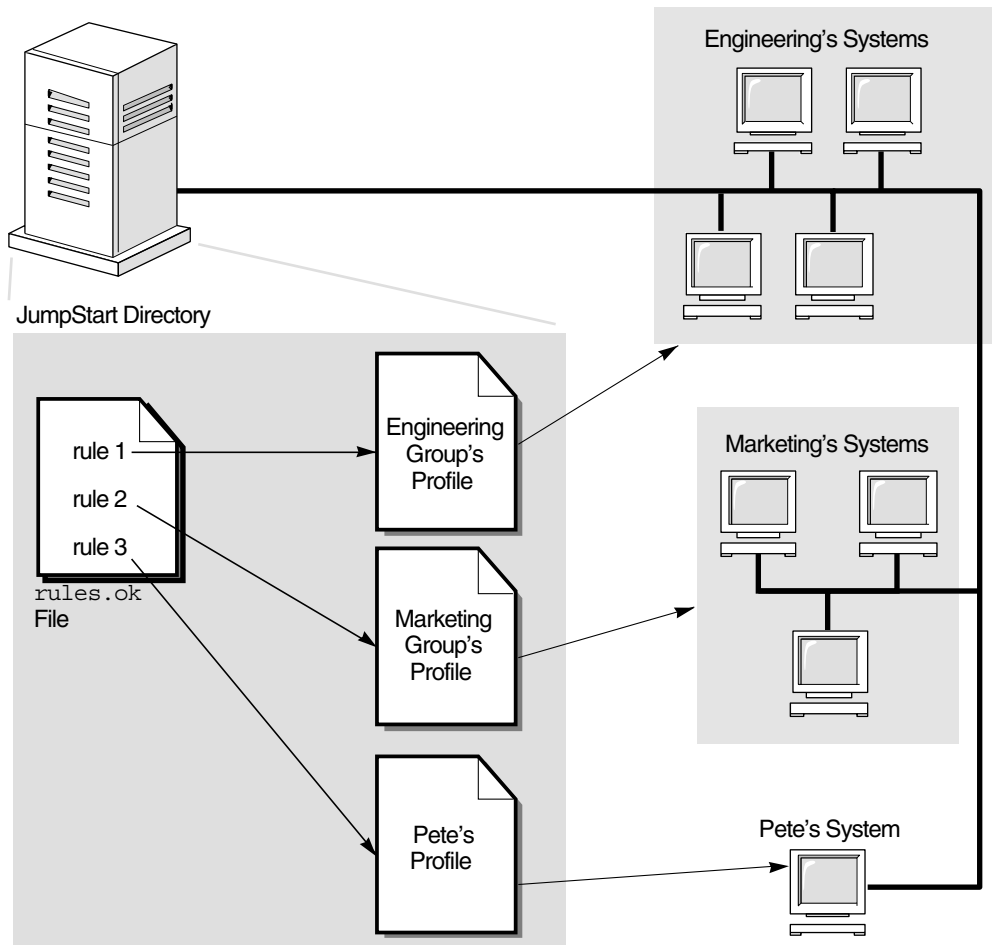 Engineering's Systems
JumpStart Directory
rule 1
rule 2
rule 3
rules.ok
File
Engineering
Group's
Profile
Marketing
Group's
Profile
Pete's
Profile
Marketing's Systems
Pete's System